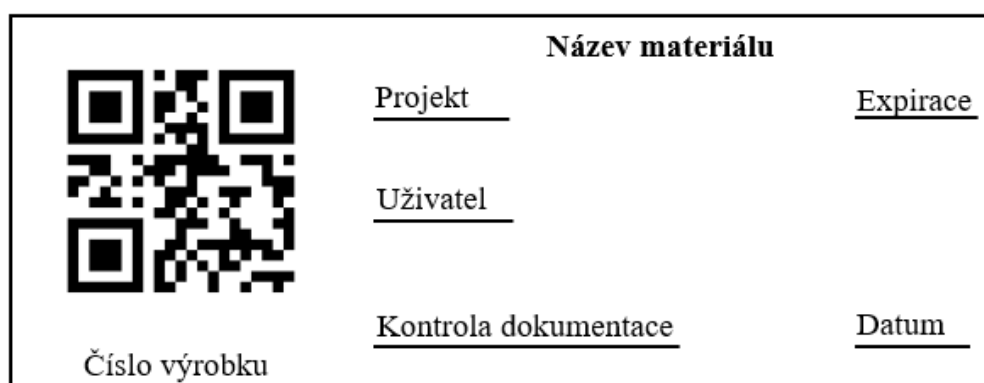 Název materiálu
Projekt
Expirace
Uživatel
Kontrola dokumentace
Datum
Číslo výrobku